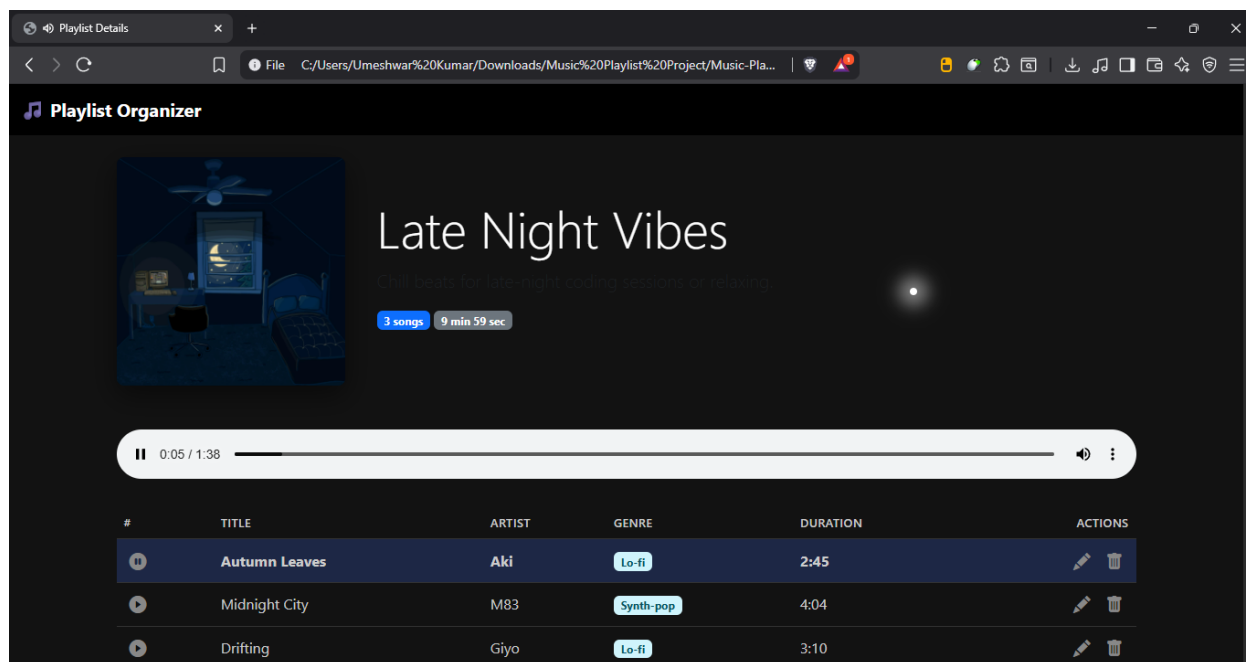 Playlist Details
File C:/Users/Umeshwar%20Kumar/Downloads/Music%20Playlist%20Project/Music-Pla...
1
Playlist Organizer
Late Night Vibes
Chill beats for late-night coding sessions or relaxing.
3 songs 9 min 59 sec
0:05 / 1:38
# TITLE ARTIST GENRE DURATION ACTIONS
Autumn Leaves Aki Lo-fi 2:45
Midnight City M83 Synth-pop 4:04
Drifting Giyo Lo-fi 3:10